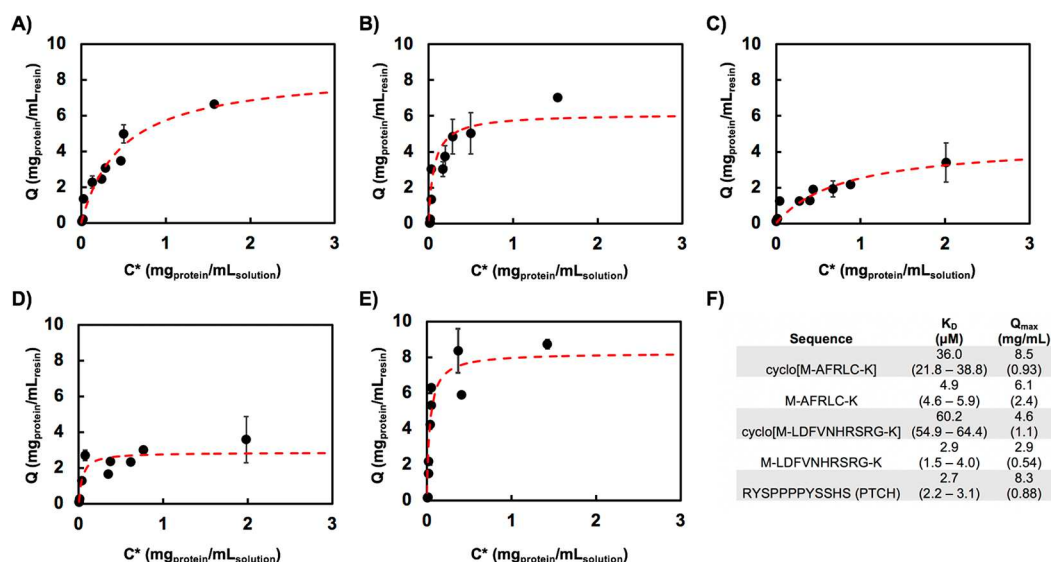 A)
10
8
6
4
2
0
Q (mgprotein/mLresin)
0 1 2 3
C* (mgprotein/mLsolution)
B)
10
8
6
4
2
0
Q (mgprotein/mLresin)
0 1 2 3
C* (mgprotein/mLsolution)
C)
10
8
6
4
2
0
Q (mgprotein/mLresin)
0 1 2 3
C* (mgprotein/mLsolution)
D)
10
8
6
4
2
0
Q (mgprotein/mLresin)
0 1 2 3
C* (mgprotein/mLsolution)
E)
10
8
6
4
2
0
Q (mgprotein/mLresin)
0 1 2 3
C* (mgprotein/mLsolution)
F)
KD Qmax
Sequence (µM) (mg/mL)
36.0 8.5
cyclo[M-AFRLC-K] (21.8 – 38.8) (0.93)
4.9 6.1
M-AFRLC-K (4.6 – 5.9) (2.4)
60.2 4.6
cyclo[M-LDFVNHRSRG-K] (54.9 – 64.4) (1.1)
2.9 2.9
M-LDFVNHRSRG-K (1.5 – 4.0) (0.54)
2.7 8.3
RYSPPPPYSSHS (PTCH) (2.2 – 3.1) (0.88)